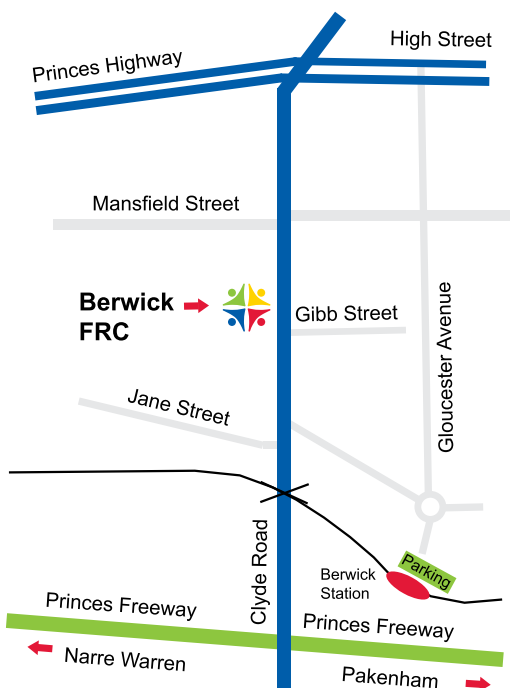 High Street
Princes Highway
Mansfield Street
Berwick
FRC
Gibb Street
Gloucester Avenue
Jane Street
Clyde Road
Parking
Berwick
Station
Princes Freeway
Princes Freeway
Narre Warren
Pakenham